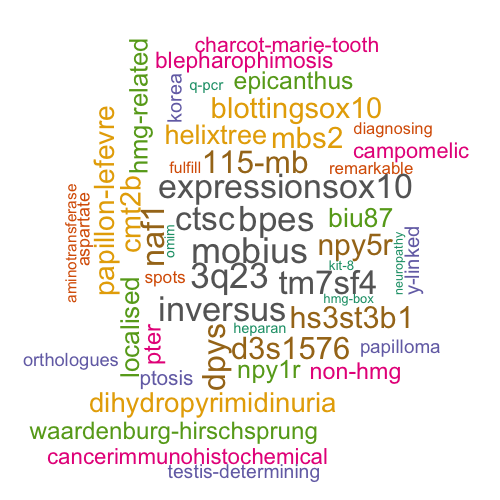 charcot-marie-tooth
blepharophimosis
q-pcr epicanthus
korea
hmg-related
blottingsox10
helixtree mbs2 diagnosing
115-mb campomelic
fulfill remarkable
papillon-lefevre
expressionsox10
aminotransferase
aspartate
cmt2b
naf1
ctsc bpes biu87
omim
mobius npy5r
kit-8
neuropathy
y-linked
spots 3q23 tm7sf4
hmg-box
inversus hs3st3b1
localised
pter
heparan
dpys
d3s1576 papilloma
orthologues
ptosis npy1r non-hmg
dihydropyrimidinuria
waardenburg-hirschsprung
cancerimmunohistochemical
testis-determining